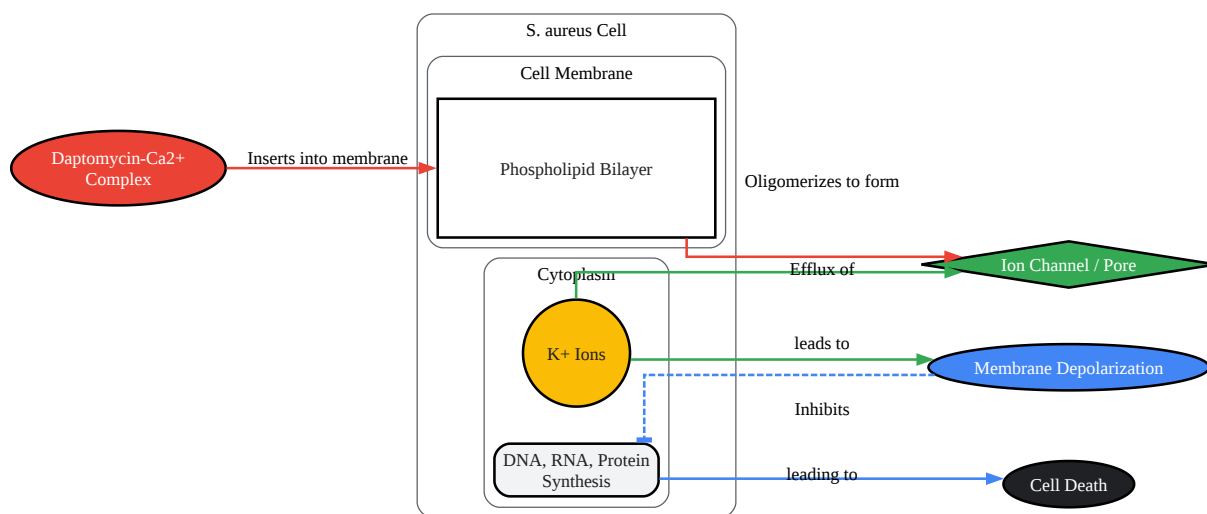 S. aureus Cell
Cell Membrane
Daptomycin-Ca2+
Complex
Inserts into membrane
Phospholipid Bilayer
Oligomerizes to form
Cytoplasm
Efflux of
Ion Channel / Pore
K+ Ions
leads to
Membrane Depolarization
Inhibits
DNA, RNA, Protein
Synthesis
leading to
Cell Death